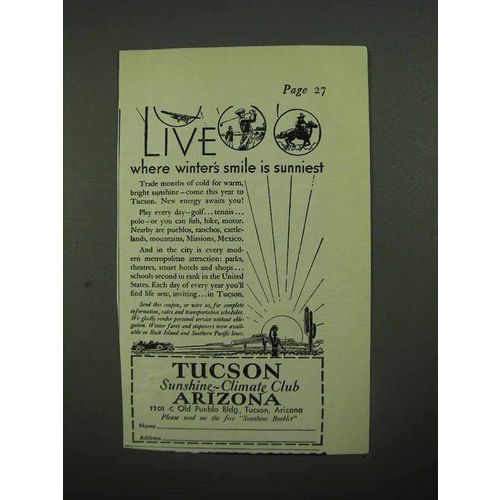 Page 27
LIVE
where winter's smile is sunniest
Trade months of cold for warm,
bright sunshine—come this year to
Tucson. New energy awaits you!
Play every day—golf...tennis...
polo—or you can fish, hike, motor.
Nearby are pueblos, ranchos, cattle-
lands, mountains, Missions, Mexico.
And in the city is every mod-
ern metropolitan attraction: parks,
theatres, smart hotels and shops...
schools second in rank in the United
States. Each day of every year you'll
find life new, inviting...in Tucson.
Send this coupon, or wire us, for complete
information, rates and transportation schedules.
We gladly render personal service without obli-
gation. Winter fares and stopovers now avail-
able on Rock Island and Southern Pacific lines.
TUCSON
Sunshine~Climate Club
ARIZONA
1101 -C Old Pueblo Bldg., Tucson, Arizona
Please send me the free "Sunshine Booklet"
Name
Address